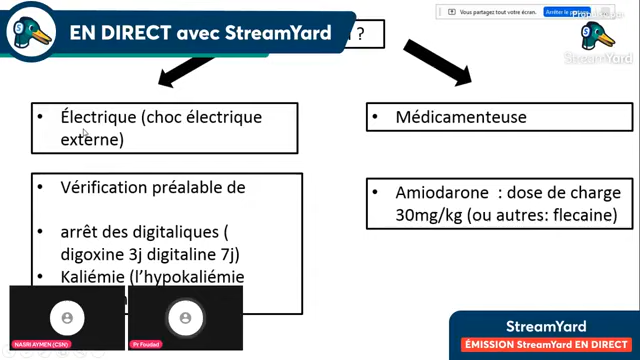 EN DIRECT avec StreamYard
?
Vous partagez tout votre écran.
Arrêter le
StreamYard
• Électrique (choc électrique
externe)
• Médicamenteuse
• Vérification préalable de
• arrêt des digitaliques (
digoxine 3j digitaline 7j)
• Kaliémie (l'hypokaliémie
• Amiodarone : dose de charge
30mg/kg (ou autres: flecaine)
NASRI AYMEN (CSN)
Pr Foudad
StreamYard
ÉMISSION StreamYard EN DIRECT